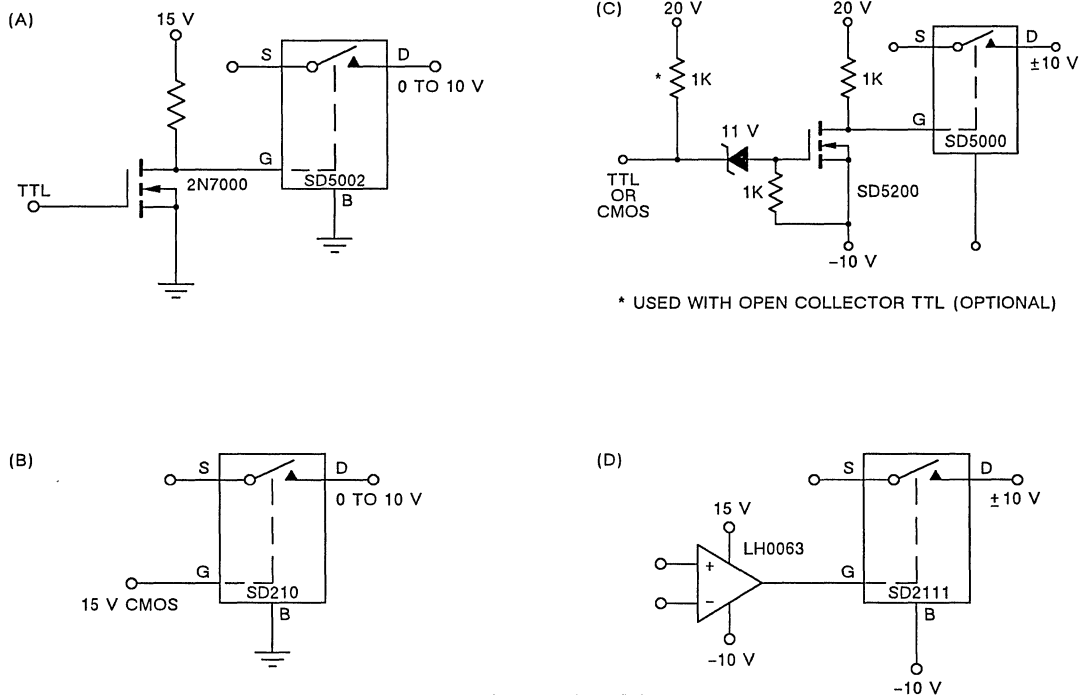 (A)
15 V
S
D
0 TO 10 V
G
2N7000
SD5002
TTL
B
(C)
20 V
20 V
S
D
±10 V
*
1K
1K
11 V
G
SD5000
TTL
OR
CMOS
1K
SD5200
–10 V
* USED WITH OPEN COLLECTOR TTL (OPTIONAL)
(B)
S
D
0 TO 10 V
G
SD210
15 V CMOS
B
(D)
S
D
±10 V
15 V
LH0063
+
–
G
SD2111
B
–10 V
–10 V